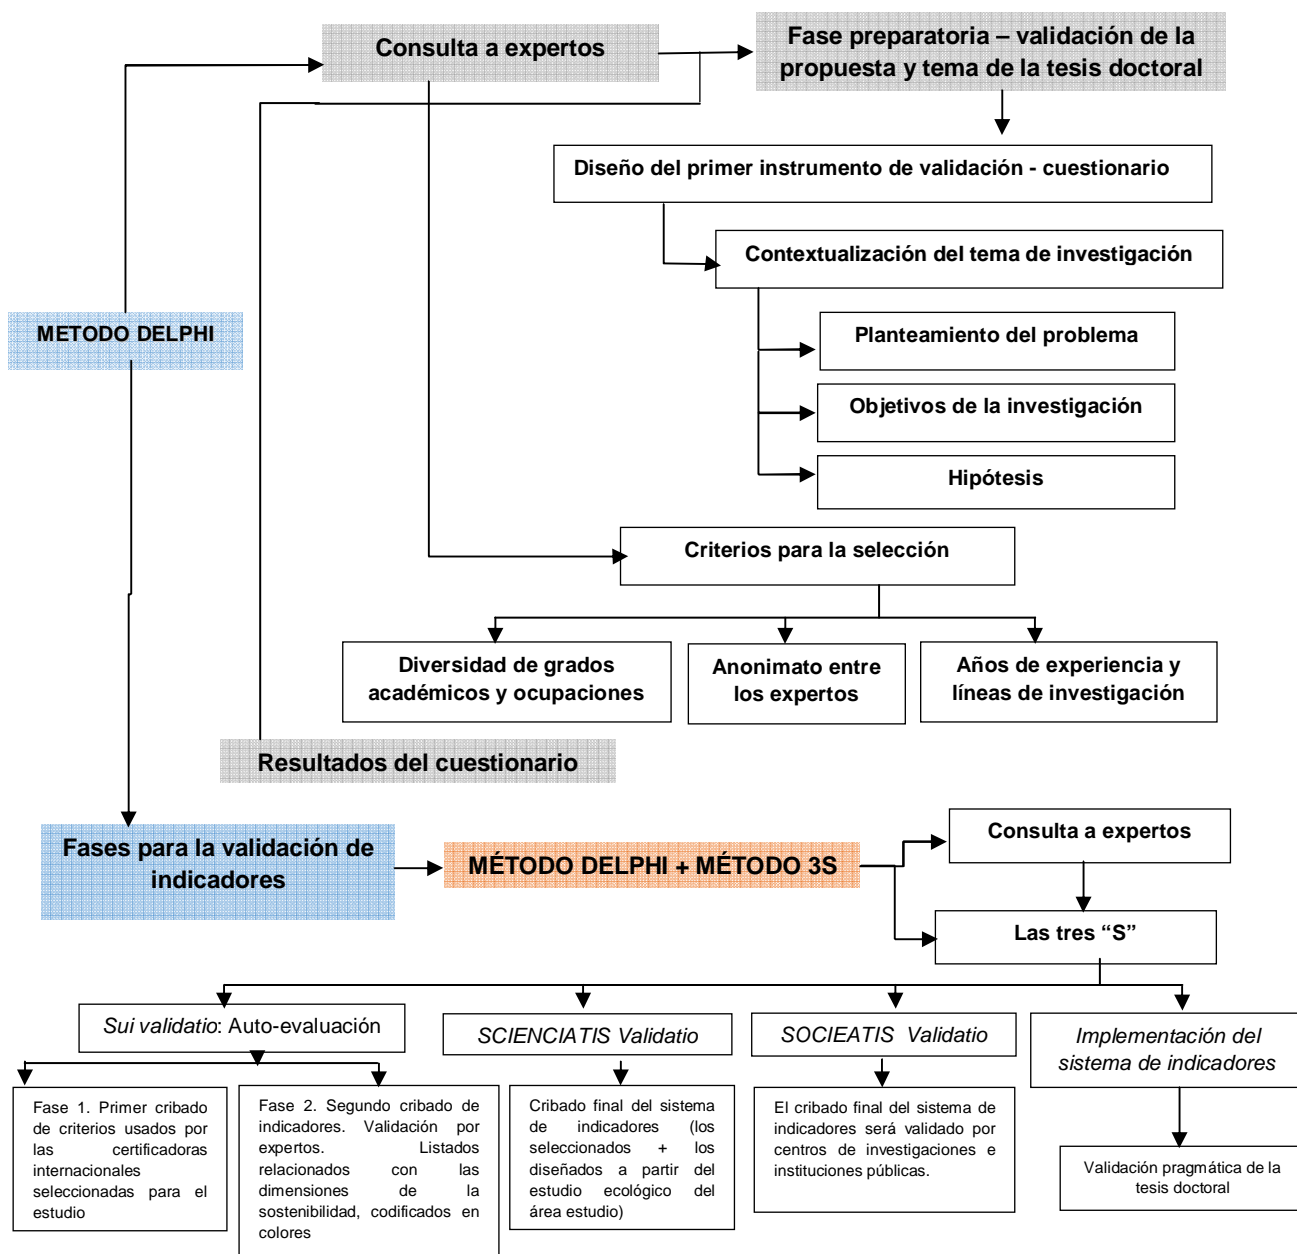 Consulta a expertos
Fase preparatoria – validación de la
propuesta y tema de la tesis doctoral
Diseño del primer instrumento de validación - cuestionario
Contextualización del tema de investigación
METODO DELPHI
Planteamiento del problema
Objetivos de la investigación
Hipótesis
Criterios para la selección
Diversidad de grados
académicos y ocupaciones
Anonimato entre
los expertos
Años de experiencia y
líneas de investigación
Resultados del cuestionario
Fases para la validación de
indicadores
MÉTODO DELPHI + MÉTODO 3S
Consulta a expertos
Las tres “S”
Sui validatio: Auto-evaluación
SCIENCIATIS Validatio
SOCIEATIS Validatio
Implementación del
sistema de indicadores
Fase 1. Primer cribado
de criterios usados por
las certificadoras
internacionales
seleccionadas para el
estudio
Fase 2. Segundo cribado de
indicadores. Validación por
expertos. Listados
relacionados con las
dimensiones de la
sostenibilidad, codificados en
colores
Cribado final del sistema
de indicadores (los
seleccionados + los
diseñados a partir del
estudio ecológico del
área estudio)
El cribado final del sistema de
indicadores será validado por
centros de investigaciones e
instituciones públicas.
Validación pragmática de la
tesis doctoral